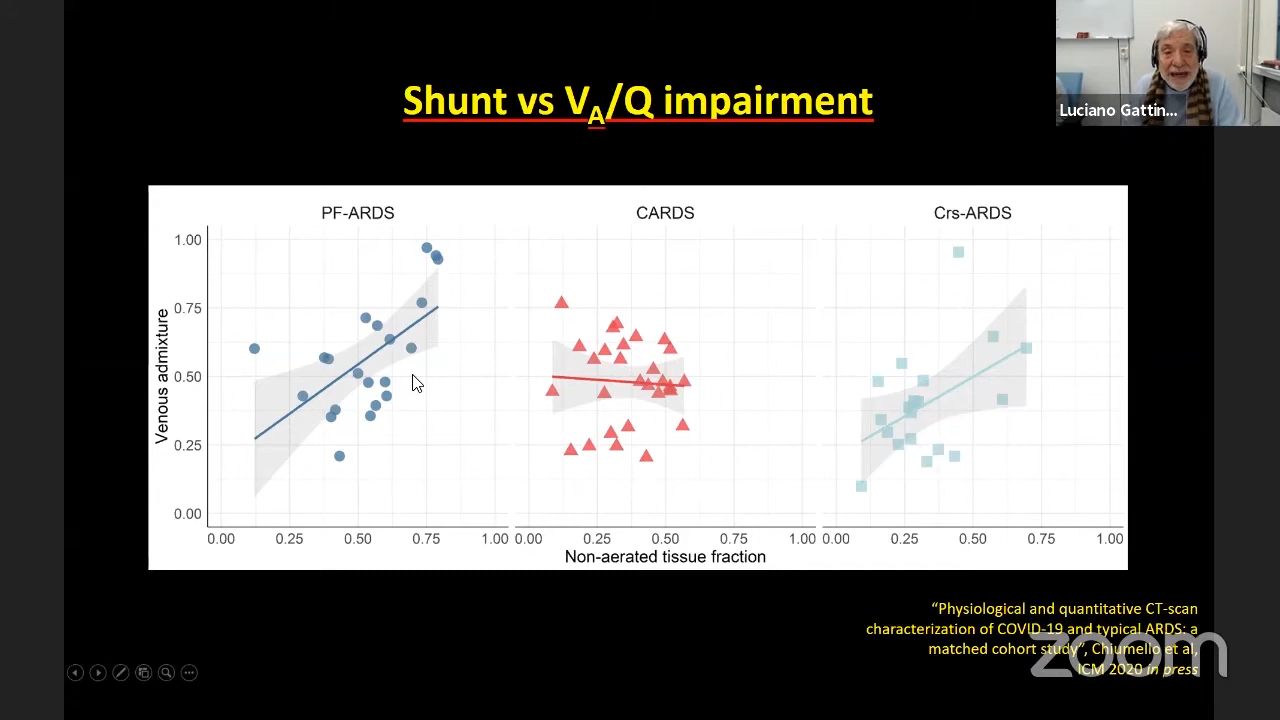 Shunt vs VA/Q impairment
Luciano Gattin...
PF-ARDS
CARDS
Crs-ARDS
Venous admixture
1.00
0.75
0.50
0.25
0.00
0.00 0.25 0.50 0.75 1.00
0.00 0.25 0.50 0.75 1.00
0.00 0.25 0.50 0.75 1.00
Non-aerated tissue fraction
“Physiological and quantitative CT-scan
characterization of COVID-19 and typical ARDS: a
matched cohort study”, Chiumello et al,
ICM 2020 in press
zoom